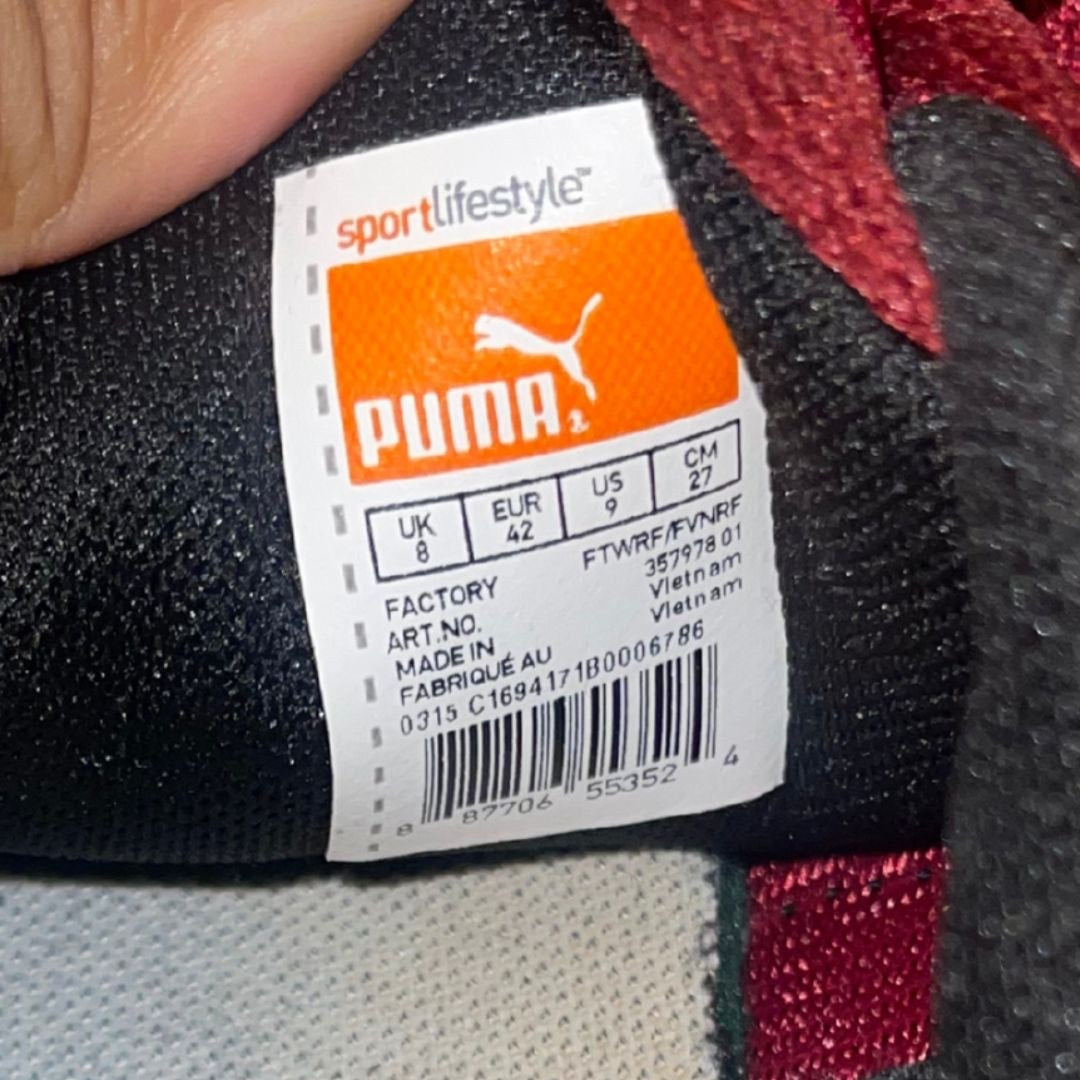 sportlifestyle™
PUMA
UK EUR US CM
8 42 9 27
FACTORY FTWRF/FVNRF
ART.NO. 357978 01
MADE IN Vietnam
FABRIQUÉ AU Vietnam
0315 C1694171B0006786
8 87706 55352 4